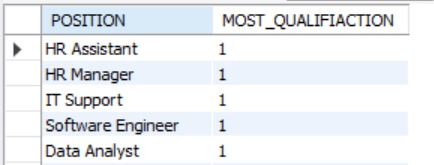 POSITION MOST_QUALIFIACTION
HR Assistant 1
HR Manager 1
IT Support 1
Software Engineer 1
Data Analyst 1